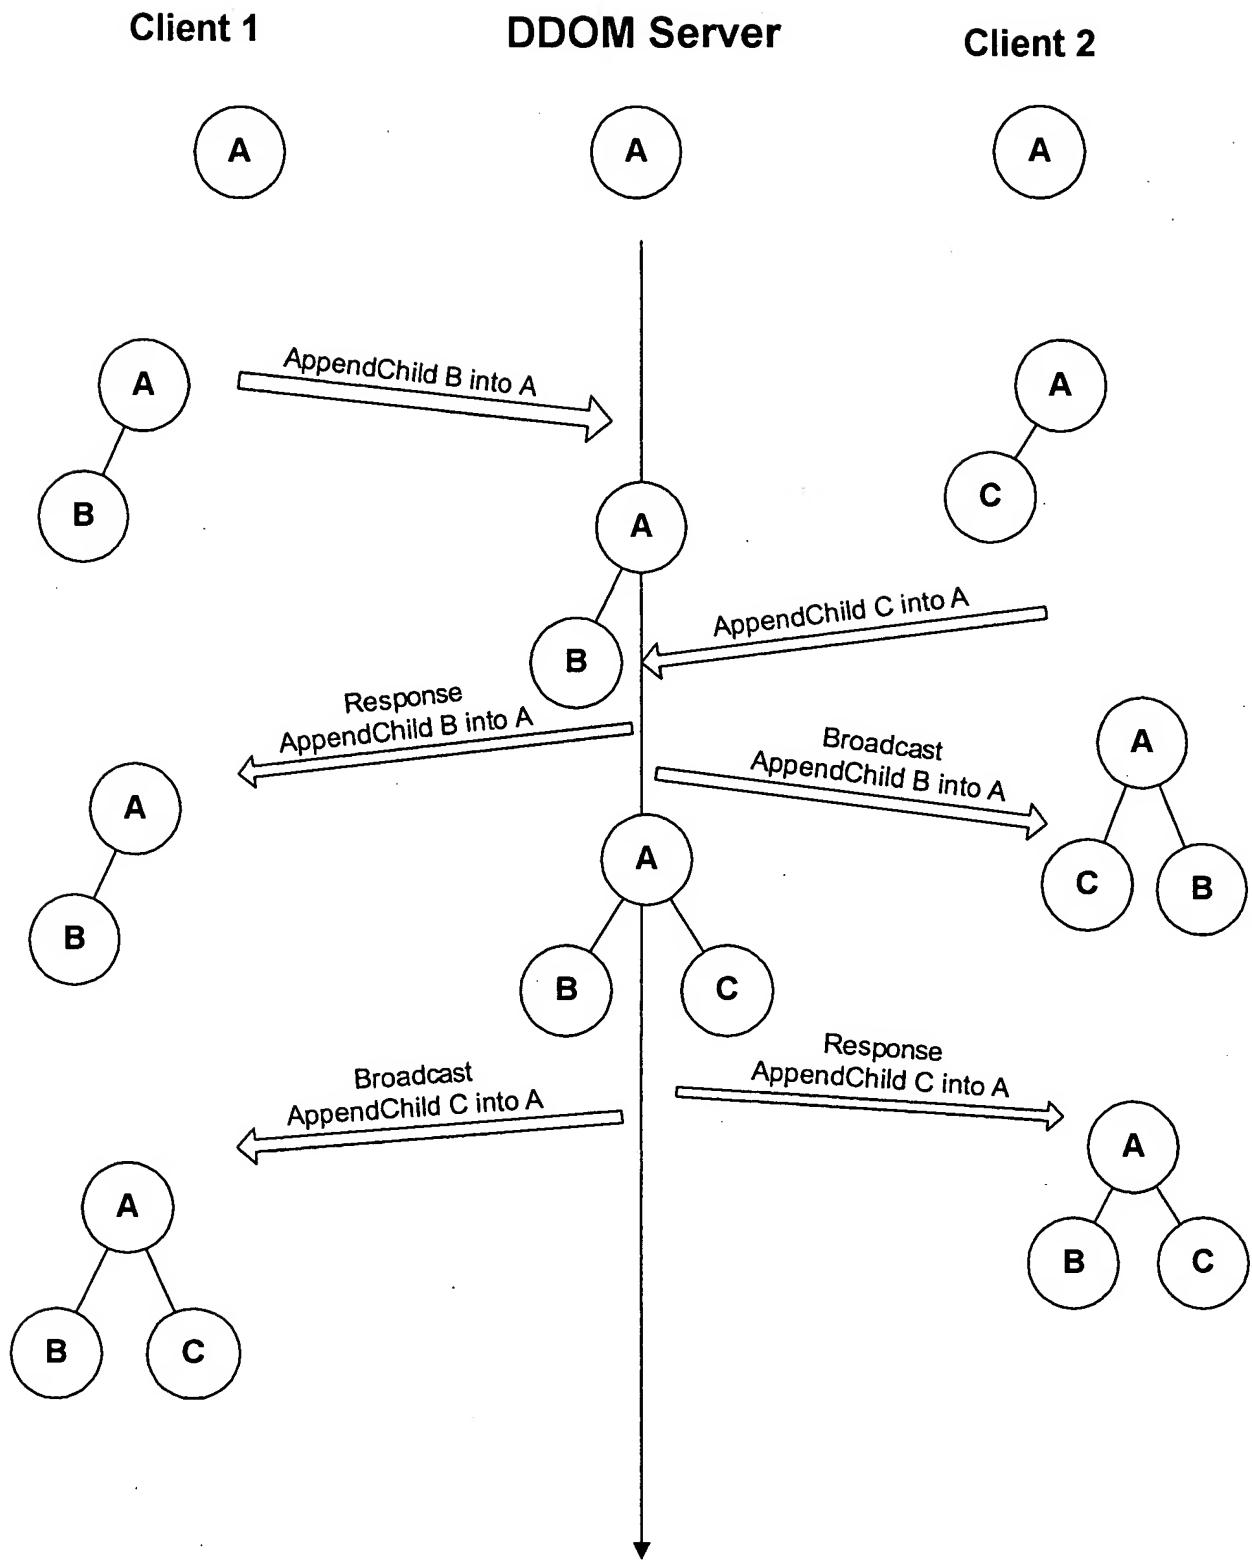 Client 1
DDOM Server
Client 2
A
A
A
AppendChild B into A
A
A
B
C
A
AppendChild C into A
B
Response
AppendChild B into A
Broadcast
AppendChild B into A
A
A
A
C
B
B
B
C
Response
AppendChild C into A
Broadcast
AppendChild C into A
A
A
B
C
B
C